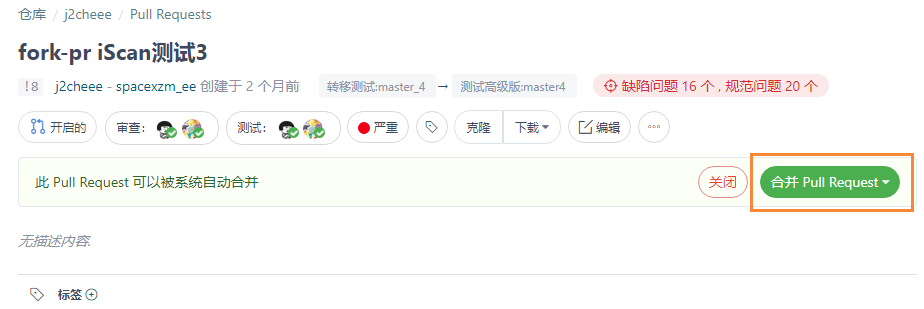 仓库 / j2cheee / Pull Requests
fork-pr iScan测试3
!8 j2cheee - spacexzm_ee 创建于 2 个月前 转移测试:master_4 → 测试高级版:master4 缺陷问题 16 个 , 规范问题 20 个
开启的 审查: 测试: 严重 克隆 下载 编辑
此 Pull Request 可以被系统自动合并 关闭 合并 Pull Request
无描述内容.
标签